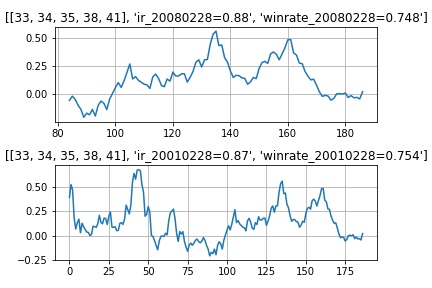 [[33, 34, 35, 38, 41], 'ir_20080228=0.88', 'winrate_20080228=0.748']
0.50
0.25
0.00
80 100 120 140 160 180
[[33, 34, 35, 38, 41], 'ir_20010228=0.87', 'winrate_20010228=0.754']
0.50
0.25
0.00
−0.25
0 25 50 75 100 125 150 175